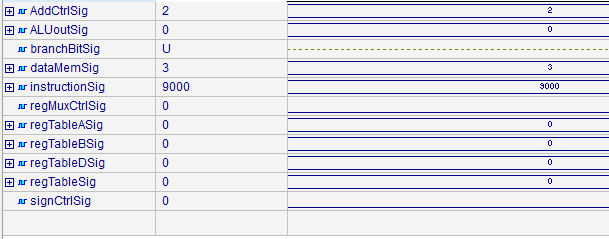 AddCtrlSig 2 2
ALUoutSig 0 0
branchBitSig U
dataMemSig 3 3
instructionSig 9000 9000
regMuxCtrlSig 0
regTableASig 0 0
regTableBSig 0 0
regTableDSig 0 0
regTableSig 0 0
signCtrlSig 0